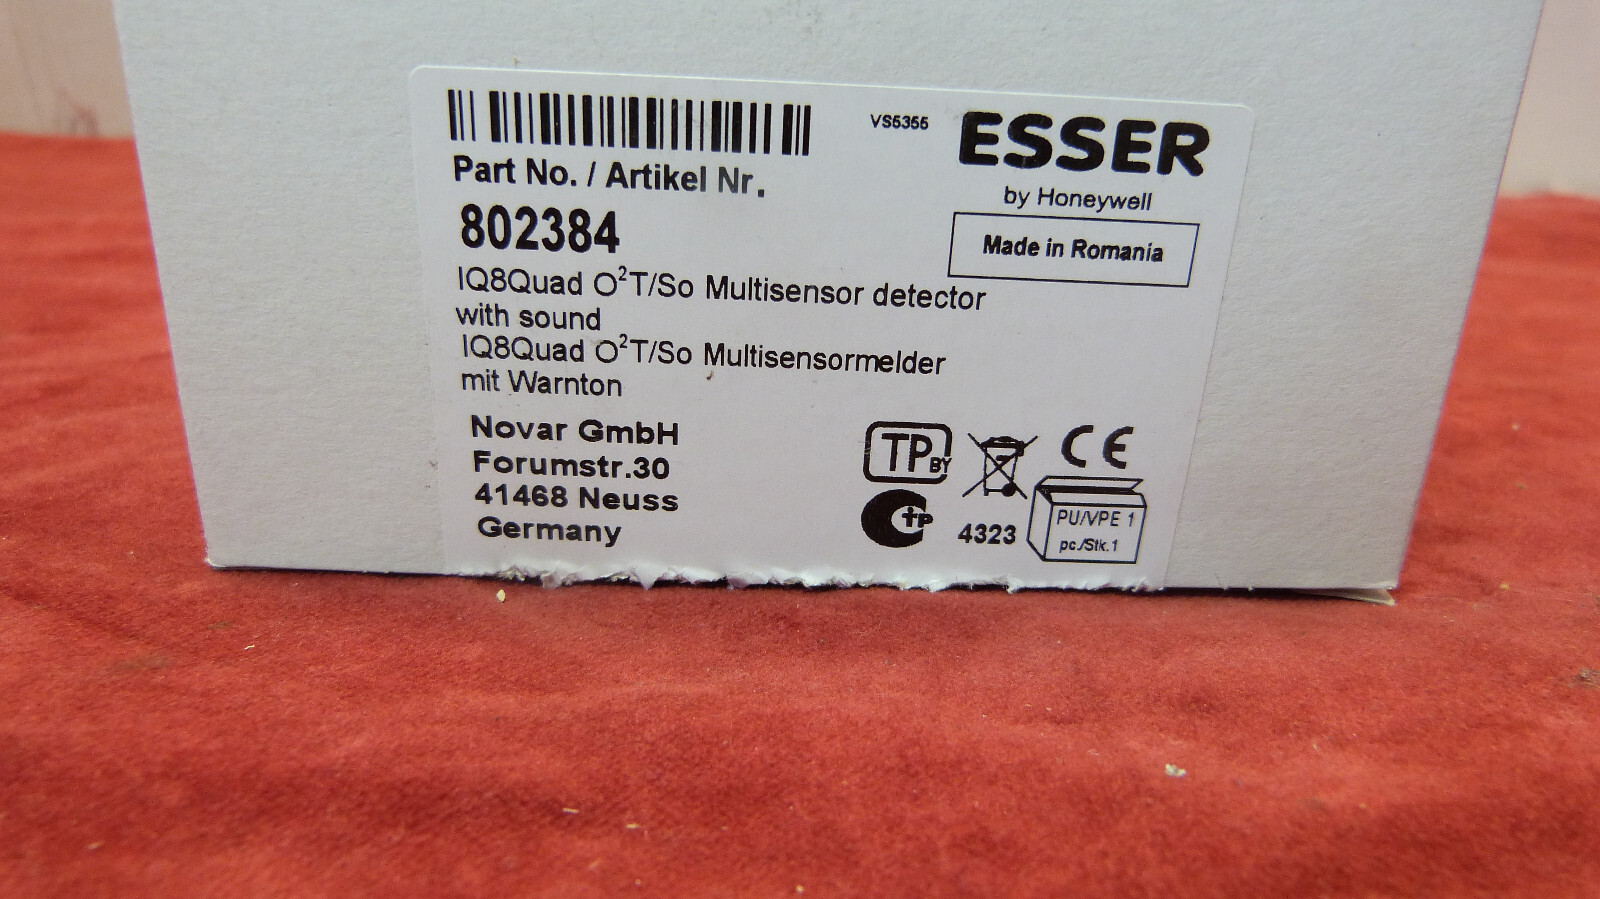 VS5355
ESSER
by Honeywell
Made in Romania
Part No. / Artikel Nr.
802384
IQ8Quad O²T/So Multisensor detector
with sound
IQ8Quad O²T/So Multisensormelder
mit Warnton
Novar GmbH
Forumstr.30
41468 Neuss
Germany
TP BY
CE
tP
4323
PU/VPE 1
pc./Stk.1